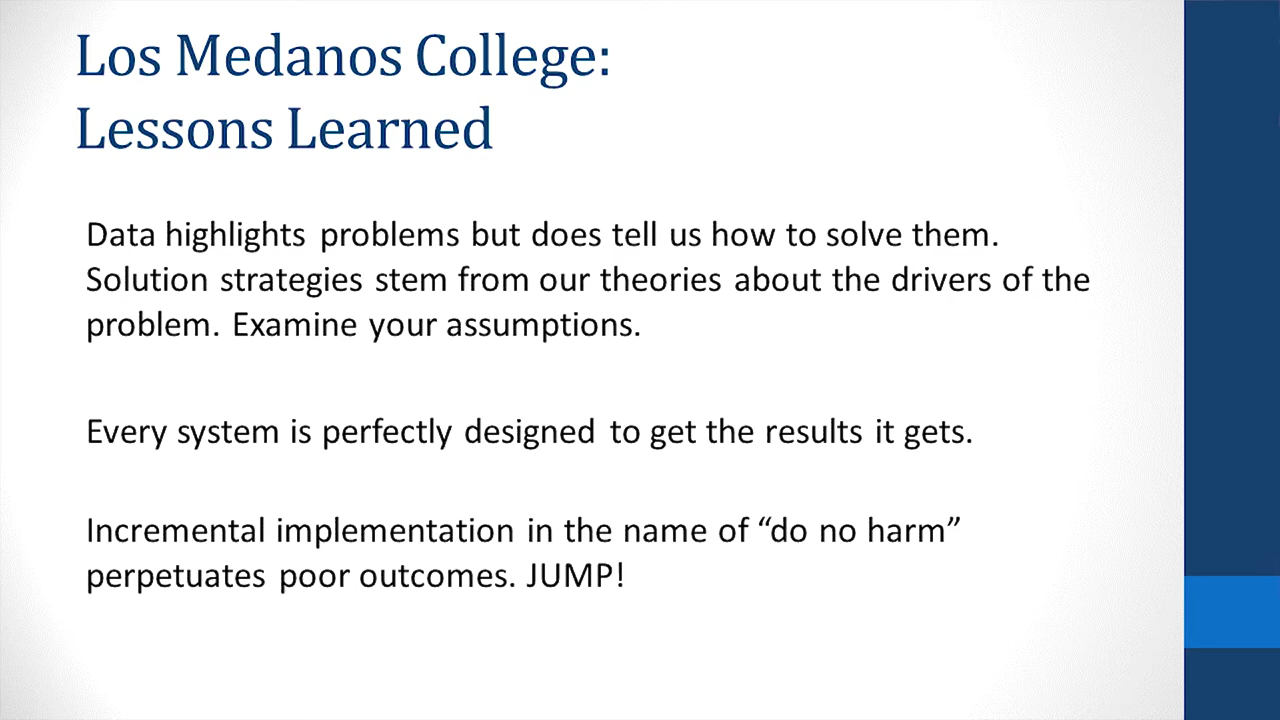 Los Medanos College:
Lessons Learned
Data highlights problems but does tell us how to solve them.
Solution strategies stem from our theories about the drivers of the
problem. Examine your assumptions.
Every system is perfectly designed to get the results it gets.
Incremental implementation in the name of “do no harm”
perpetuates poor outcomes. JUMP!